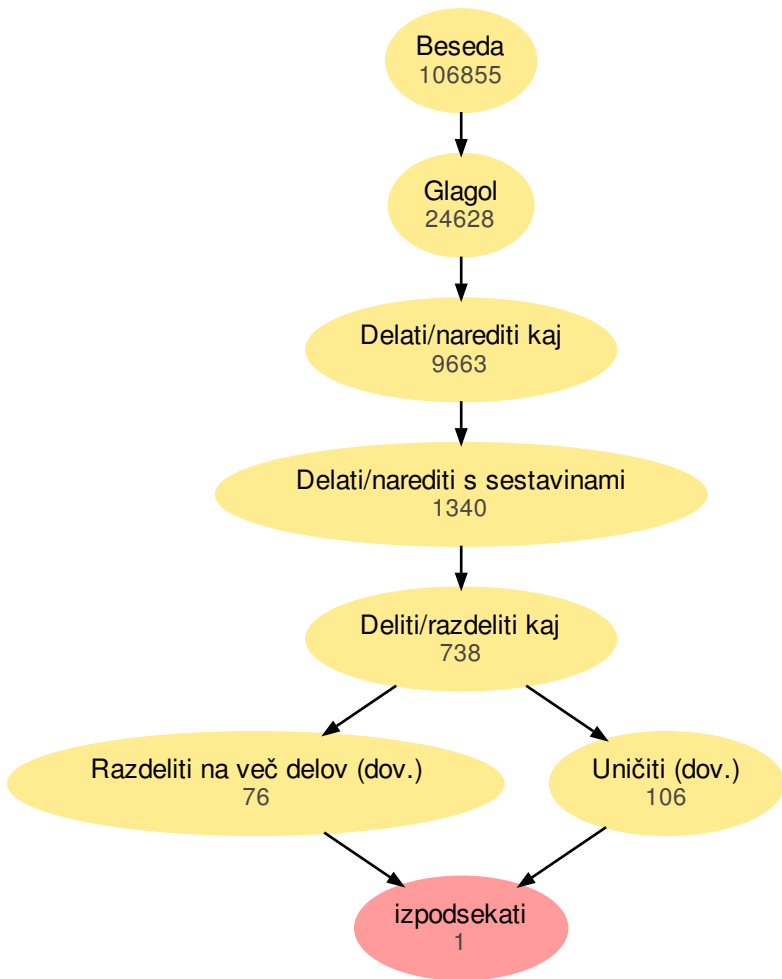 Beseda
106855
Glagol
24628
Delati/narediti kaj
9663
Delati/narediti s sestavinami
1340
Deliti/razdeliti kaj
738
Razdeliti na več delov (dov.)
76
Uničiti (dov.)
106
izpodsekati
1